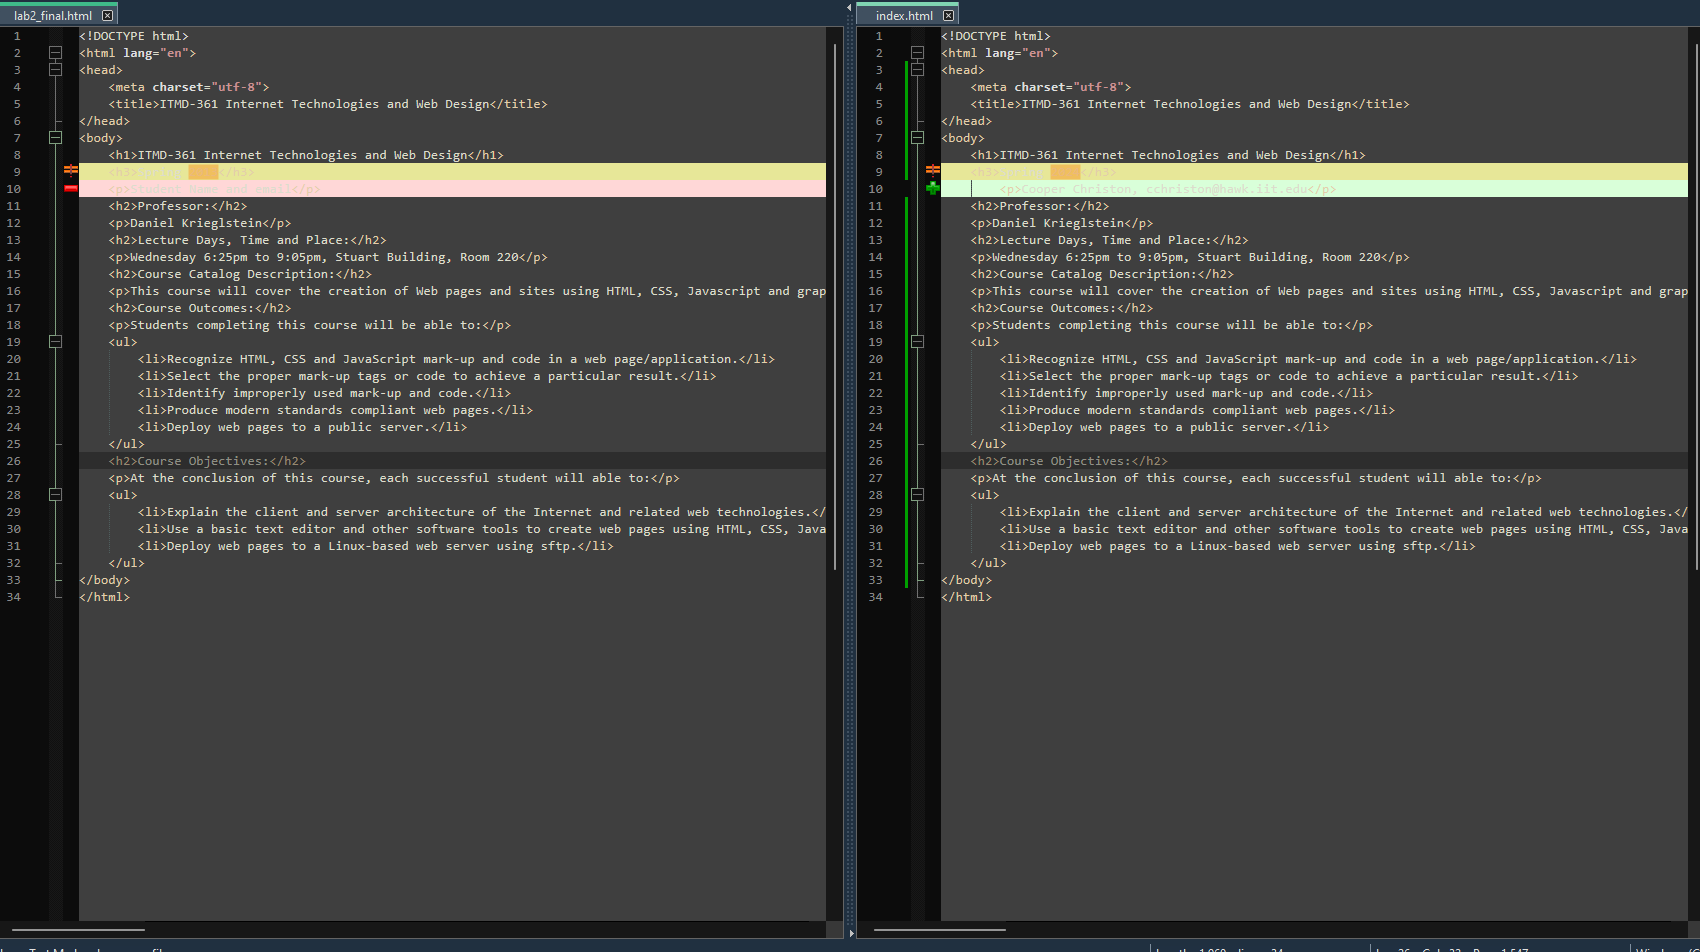 lab2_final.html
1 <!DOCTYPE html>
2 <html lang="en">
3 <head>
4 <meta charset="utf-8">
5 <title>ITMD-361 Internet Technologies and Web Design</title>
6 </head>
7 <body>
8 <h1>ITMD-361 Internet Technologies and Web Design</h1>
9 <h3>Spring </h3>
10 <p>Student Name and email</p>
11 <h2>Professor:</h2>
12 <p>Daniel Krieglstein</p>
13 <h2>Lecture Days, Time and Place:</h2>
14 <p>Wednesday 6:25pm to 9:05pm, Stuart Building, Room 220</p>
15 <h2>Course Catalog Description:</h2>
16 <p>This course will cover the creation of Web pages and sites using HTML, CSS, Javascript and grap
17 <h2>Course Outcomes:</h2>
18 <p>Students completing this course will be able to:</p>
19 <ul>
20 <li>Recognize HTML, CSS and JavaScript mark-up and code in a web page/application.</li>
21 <li>Select the proper mark-up tags or code to achieve a particular result.</li>
22 <li>Identify improperly used mark-up and code.</li>
23 <li>Produce modern standards compliant web pages.</li>
24 <li>Deploy web pages to a public server.</li>
25 </ul>
26 <h2>Course Objectives:</h2>
27 <p>At the conclusion of this course, each successful student will able to:</p>
28 <ul>
29 <li>Explain the client and server architecture of the Internet and related web technologies.</
30 <li>Use a basic text editor and other software tools to create web pages using HTML, CSS, Java
31 <li>Deploy web pages to a Linux-based web server using sftp.</li>
32 </ul>
33 </body>
34 </html>
index.html
1 <!DOCTYPE html>
2 <html lang="en">
3 <head>
4 <meta charset="utf-8">
5 <title>ITMD-361 Internet Technologies and Web Design</title>
6 </head>
7 <body>
8 <h1>ITMD-361 Internet Technologies and Web Design</h1>
9 <h3>Spring </h3>
10 <p>Cooper Christon, cchriston@hawk.iit.edu</p>
11 <h2>Professor:</h2>
12 <p>Daniel Krieglstein</p>
13 <h2>Lecture Days, Time and Place:</h2>
14 <p>Wednesday 6:25pm to 9:05pm, Stuart Building, Room 220</p>
15 <h2>Course Catalog Description:</h2>
16 <p>This course will cover the creation of Web pages and sites using HTML, CSS, Javascript and grap
17 <h2>Course Outcomes:</h2>
18 <p>Students completing this course will be able to:</p>
19 <ul>
20 <li>Recognize HTML, CSS and JavaScript mark-up and code in a web page/application.</li>
21 <li>Select the proper mark-up tags or code to achieve a particular result.</li>
22 <li>Identify improperly used mark-up and code.</li>
23 <li>Produce modern standards compliant web pages.</li>
24 <li>Deploy web pages to a public server.</li>
25 </ul>
26 <h2>Course Objectives:</h2>
27 <p>At the conclusion of this course, each successful student will able to:</p>
28 <ul>
29 <li>Explain the client and server architecture of the Internet and related web technologies.</
30 <li>Use a basic text editor and other software tools to create web pages using HTML, CSS, Java
31 <li>Deploy web pages to a Linux-based web server using sftp.</li>
32 </ul>
33 </body>
34 </html>